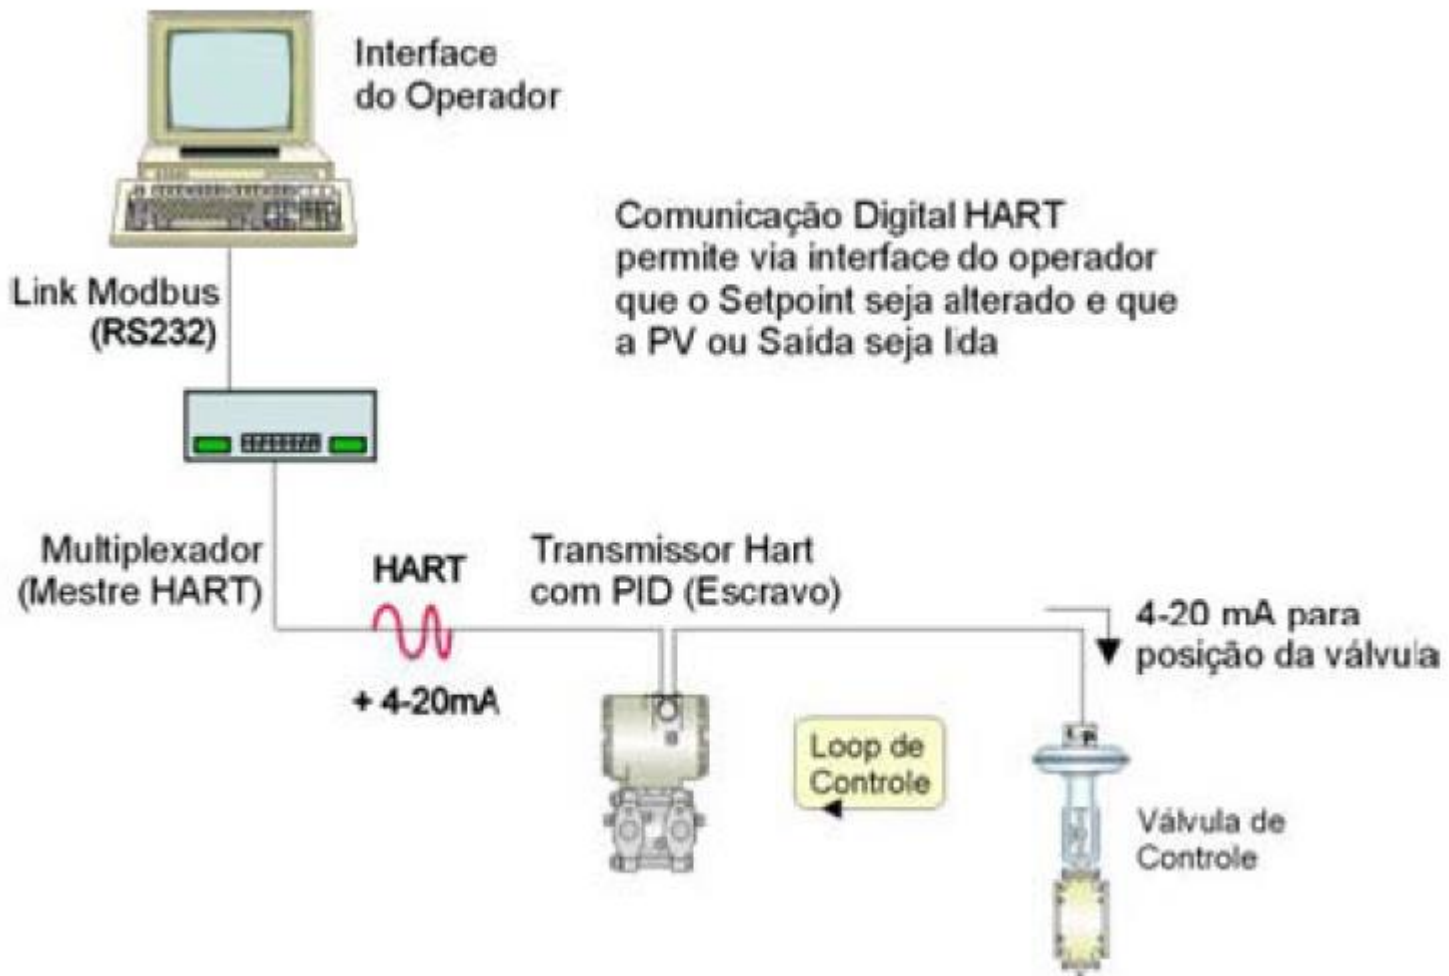 Interface
do Operador
Comunicação Digital HART
permite via interface do operador
que o Setpoint seja alterado e que
a PV ou Saída seja lida
Link Modbus
(RS232)
Multiplexador
(Mestre HART)
HART
+ 4-20mA
Transmissor Hart
com PID (Escravo)
4-20 mA para
posição da válvula
Loop de
Controle
Válvula de
Controle